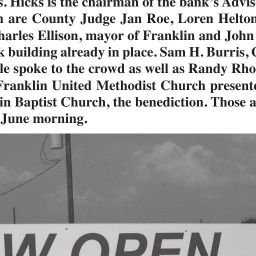 s. Hicks is the chairman of the bank's Advis
n are County Judge Jan Roe, Loren Helton
harles Ellison, mayor of Franklin and John
k building already in place. Sam H. Burris, C
le spoke to the crowd as well as Randy Rho
Franklin United Methodist Church presente
in Baptist Church, the benediction. Those a
June morning.
W OPEN